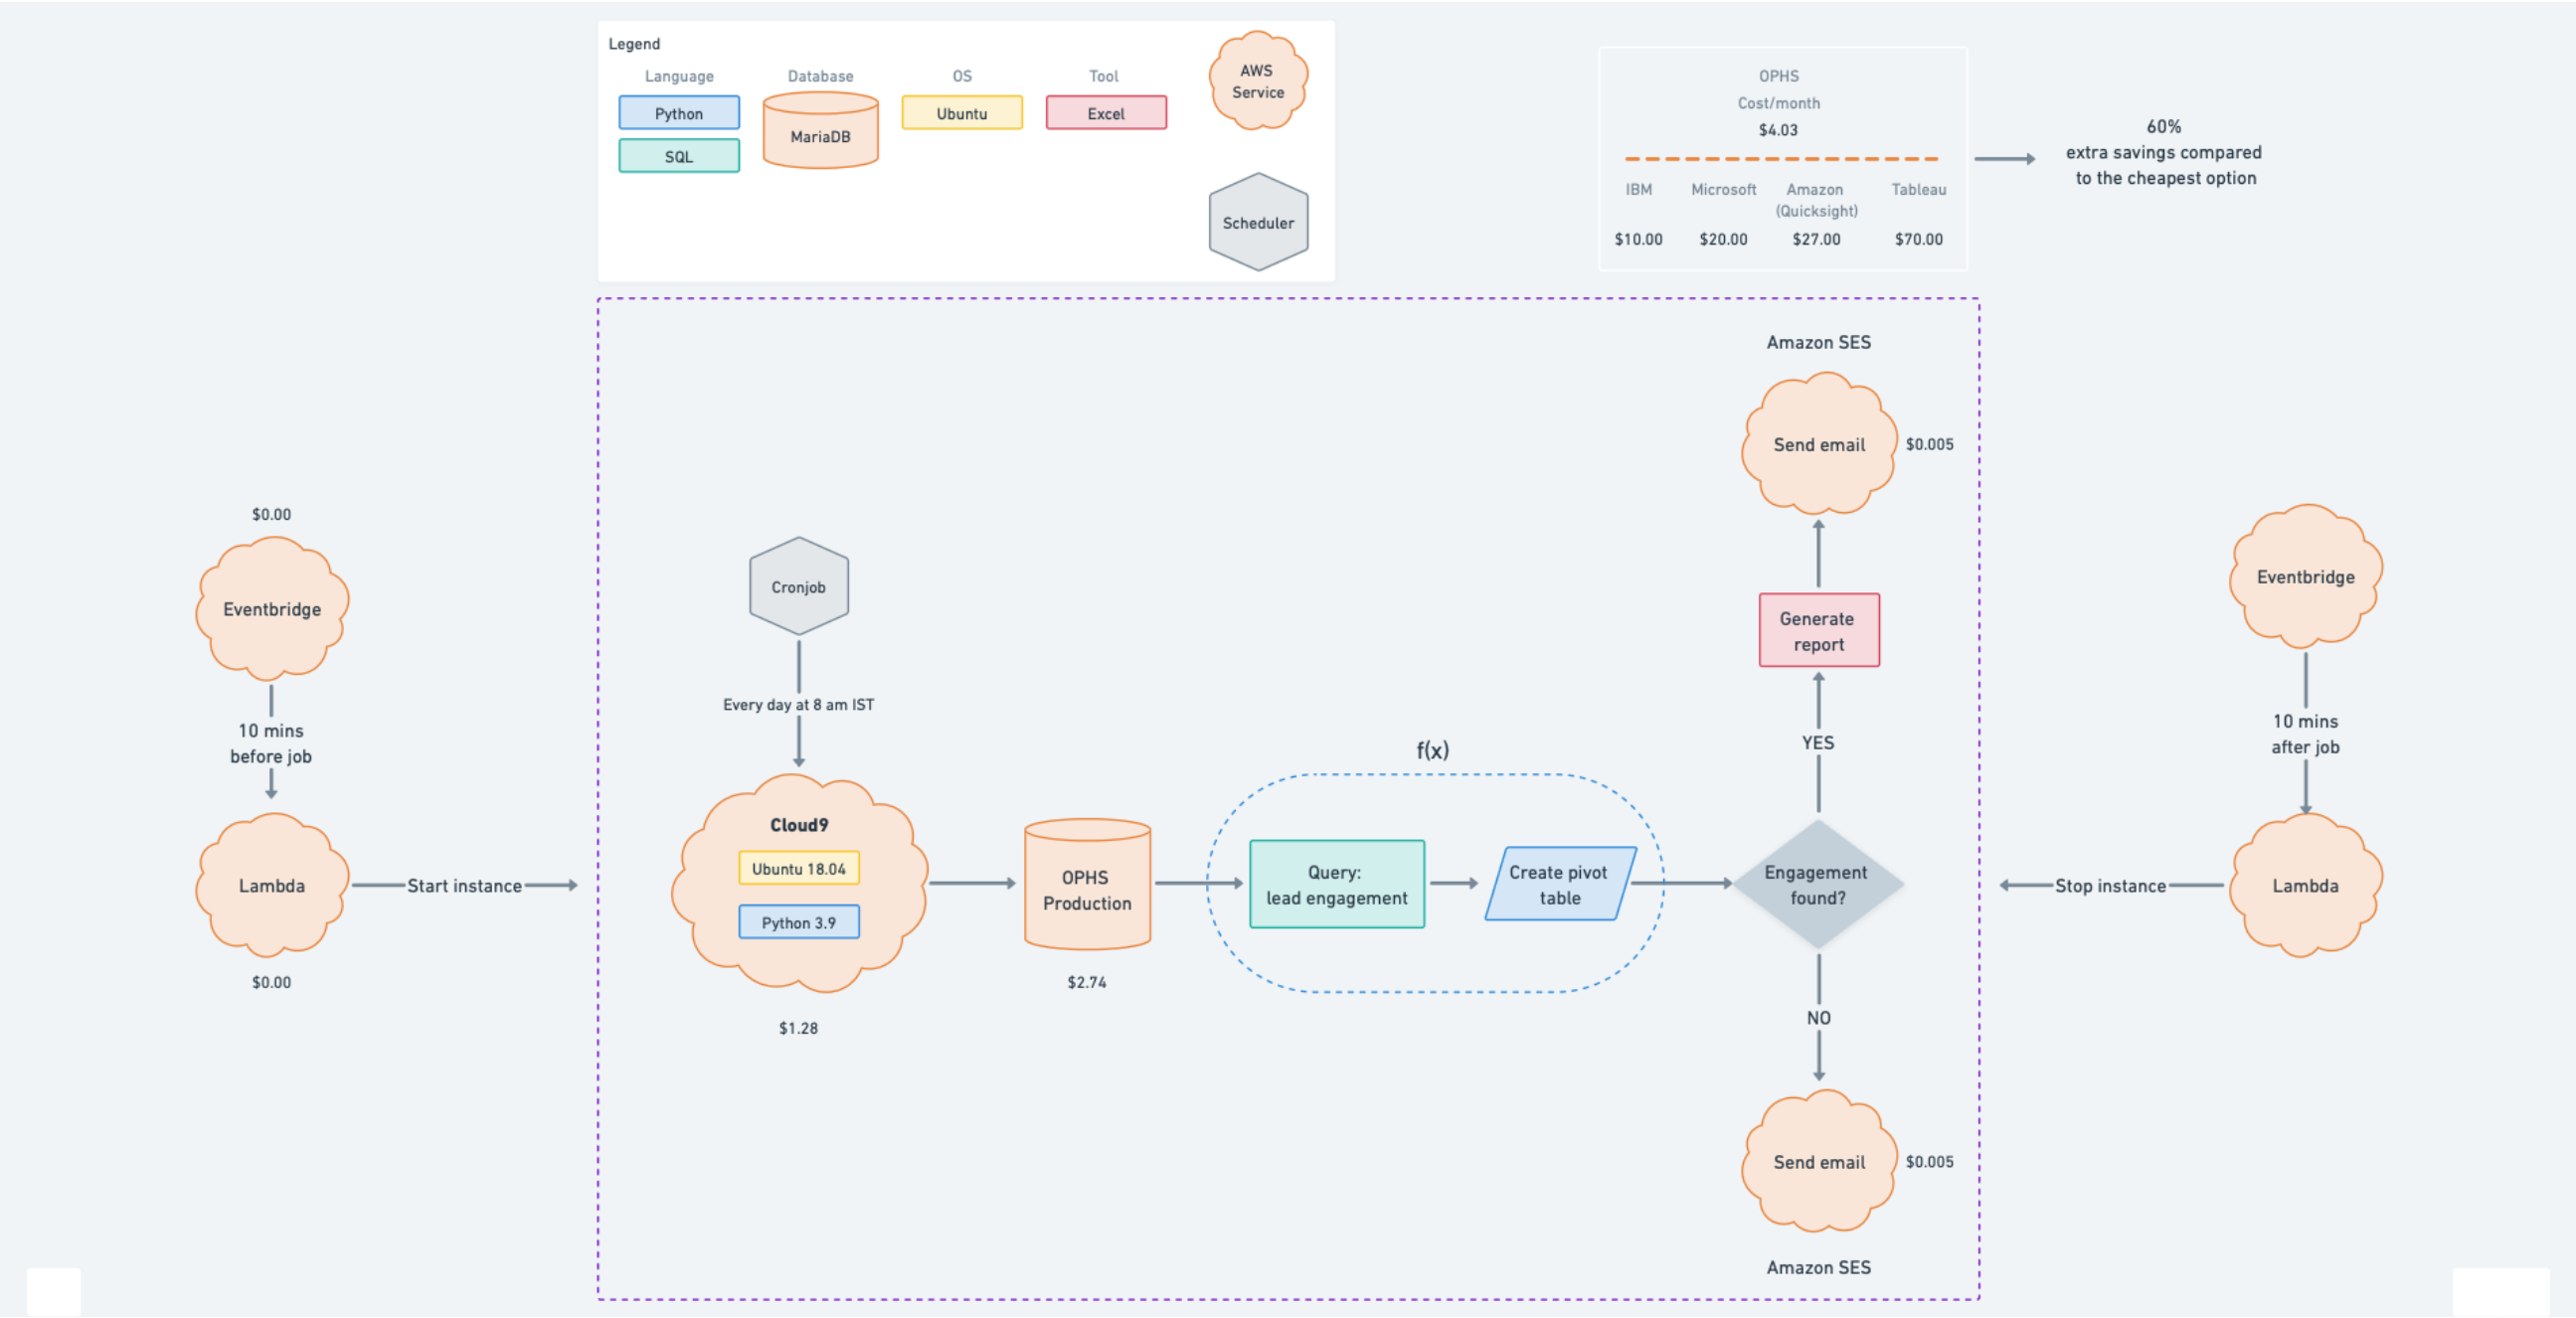 Legend
Language
Database
OS
Tool
Python
SQL
MariaDB
Ubuntu
Excel
AWS
Service
Scheduler
OPHS
Cost/month
$4.03
IBM
Microsoft
Amazon
(Quicksight)
Tableau
$10.00
$20.00
$27.00
$70.00
60%
extra savings compared
to the cheapest option
$0.00
Eventbridge
10 mins
before job
Lambda
$0.00
Start instance
Cronjob
Every day at 8 am IST
Cloud9
Ubuntu 18.04
Python 3.9
$1.28
OPHS
Production
$2.74
f(x)
Query:
lead engagement
Create pivot
table
Engagement
found?
YES
Generate
report
Amazon SES
Send email
$0.005
NO
Send email
$0.005
Amazon SES
Eventbridge
10 mins
after job
Lambda
Stop instance